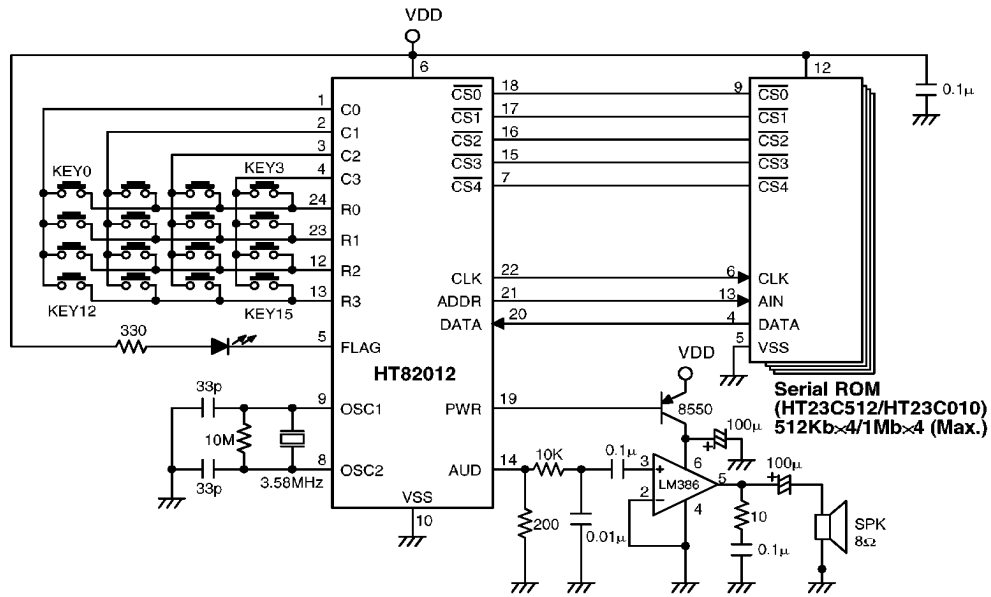 VDD
6
12
0.1μ
1 C0
2 C1
3 C2
4 C3
KEY0
KEY3
24 R0
23 R1
12 R2
13 R3
KEY12
KEY15
330
5 FLAG
HT82012
33p
9 OSC1
10M
3.58MHz
33p
8 OSC2
VSS
10
CS0 18
CS1 17
CS2 16
CS3 15
CS4 7
CLK 22
ADDR 21
DATA 20
PWR 19
AUD 14
9 CS0
CS1
CS2
CS3
CS4
6 CLK
13 AIN
4 DATA
5 VSS
Serial ROM
(HT23C512/HT23C010)
512Kb×4/1Mb×4 (Max.)
VDD
8550
100μ
+
10K
0.1μ
3 +
2 −
LM386
6
5
4
200
0.01μ
100μ
+
10
0.1μ
SPK
8Ω